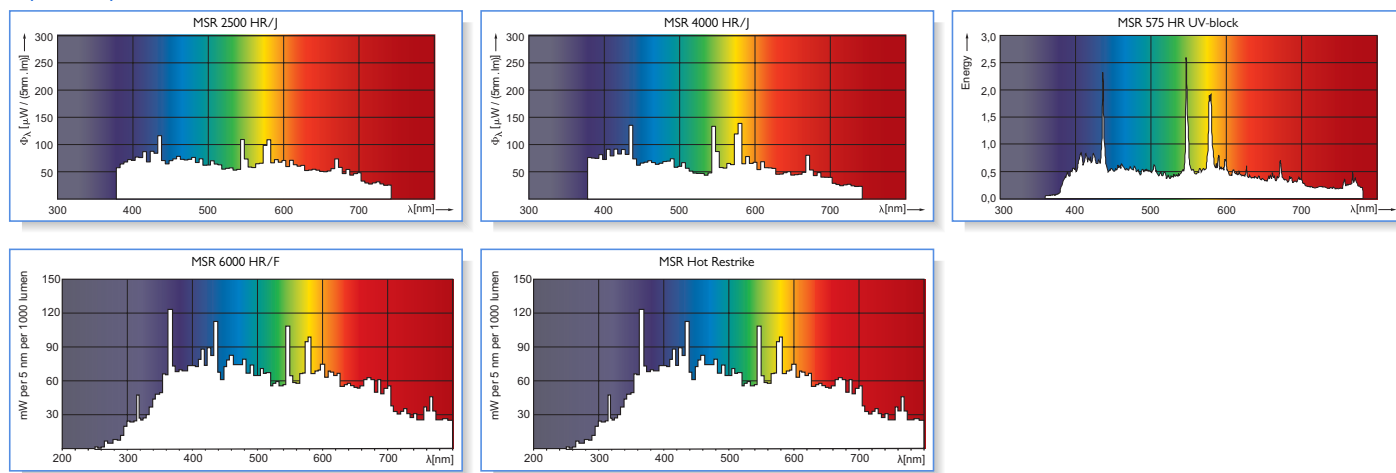 MSR 2500 HR/J
Φλ [μW / (5nm . lm)]
300
250
200
150
100
50
300 400 500 600 700 λ[nm]
MSR 4000 HR/J
Φλ [μW / (5nm . lm)]
300
250
200
150
100
50
300 400 500 600 700 λ[nm]
MSR 575 HR UV-block
Energy
3,0
2,5
2,0
1,5
1,0
0,5
0,0
300 400 500 600 700 λ[nm]
MSR 6000 HR/F
mW per 5 nm per 1000 lumen
150
120
90
60
30
200 300 400 500 600 700 λ[nm]
MSR Hot Restrike
mW per 5 nm per 1000 lumen
150
120
90
60
30
200 300 400 500 600 700 λ[nm]